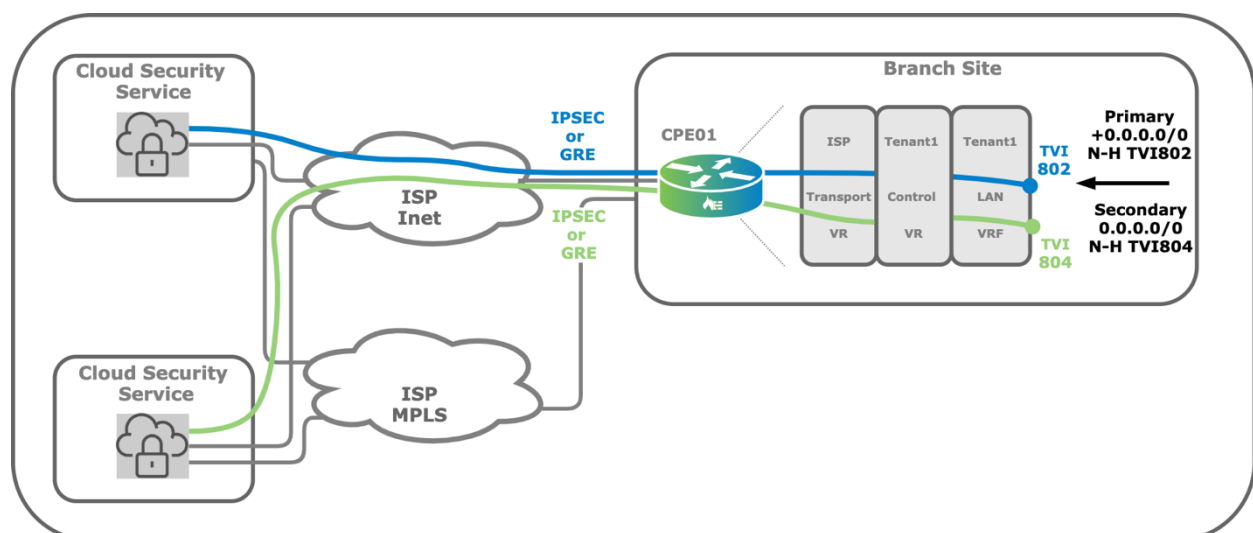 Cloud Security
Service
Cloud Security
Service
ISP
Inet
ISP
MPLS
IPSEC
or
GRE
IPSEC
or
GRE
Branch Site
CPE01
ISP
Transport
VR
Tenant1
Control
VR
Tenant1
LAN
VRF
TVI
802
TVI
804
Primary
+0.0.0.0/0
N-H TVI802
Secondary
0.0.0.0/0
N-H TVI804